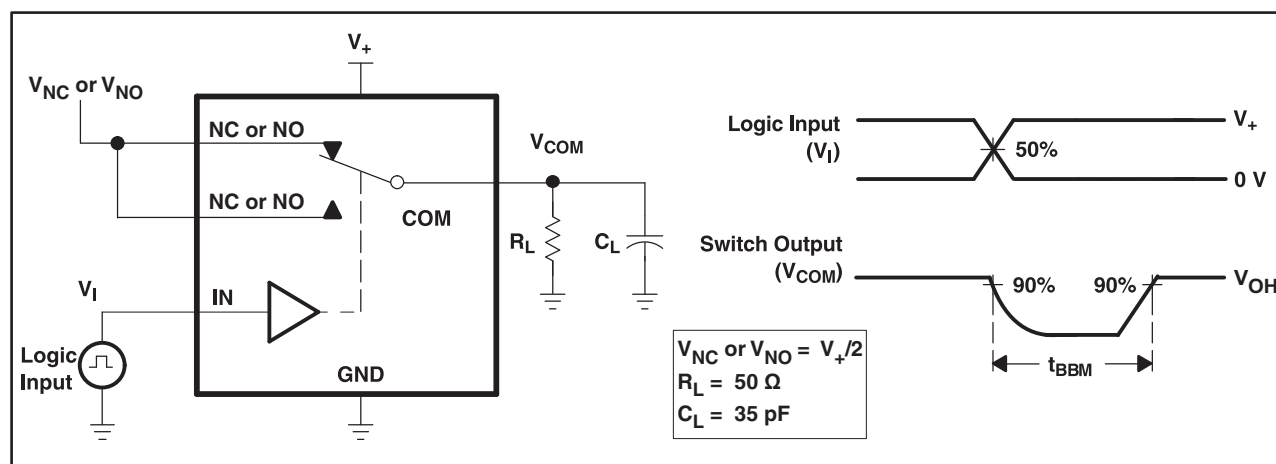 V+
VNC or VNO
NC or NO
NC or NO
COM
VCOM
RL
CL
VI
IN
Logic
Input
GND
VNC or VNO = V+/2
RL = 50 Ω
CL = 35 pF
Logic Input
(VI)
V+
50%
0 V
Switch Output
(VCOM)
90%
90%
VOH
tBBM